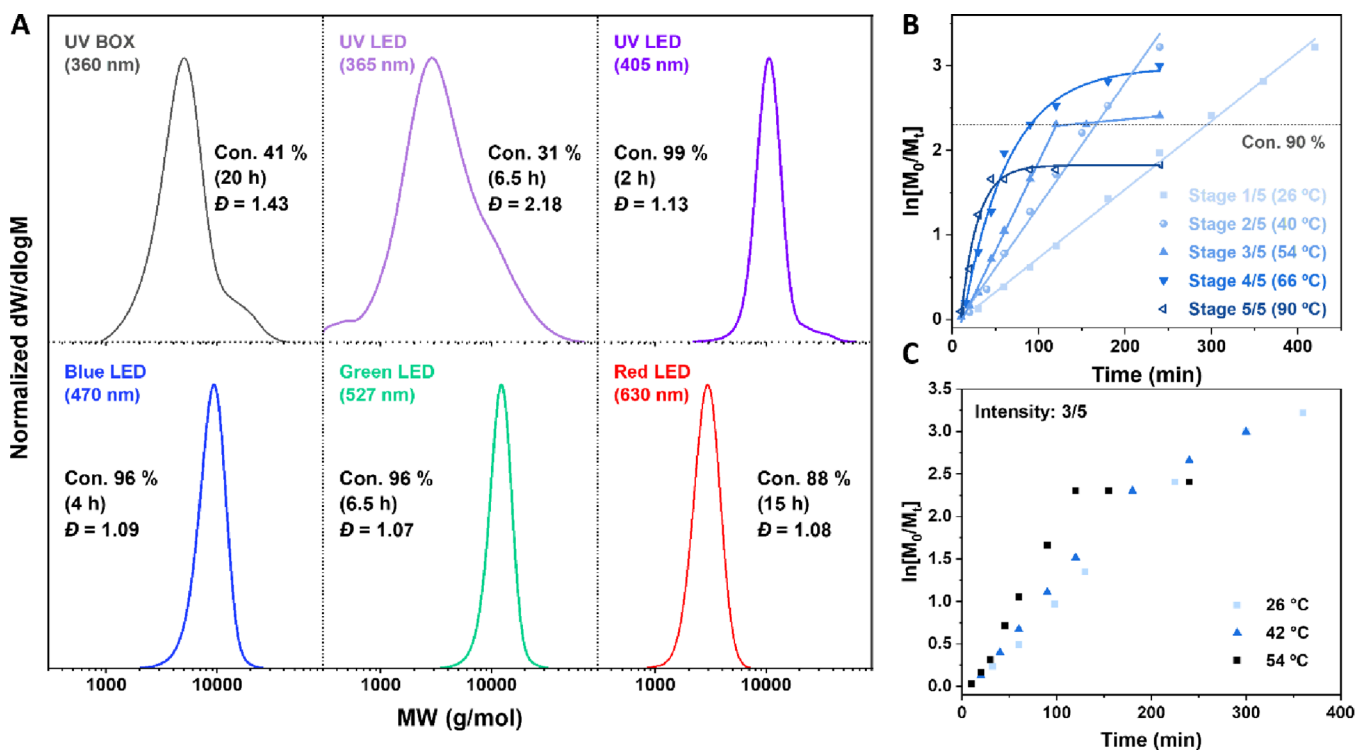 A
Normalized dW/dlogM
UV BOX
(360 nm)
Con. 41 %
(20 h)
Đ = 1.43
UV LED
(365 nm)
Con. 31 %
(6.5 h)
Đ = 2.18
UV LED
(405 nm)
Con. 99 %
(2 h)
Đ = 1.13
Blue LED
(470 nm)
Con. 96 %
(4 h)
Đ = 1.09
Green LED
(527 nm)
Con. 96 %
(6.5 h)
Đ = 1.07
Red LED
(630 nm)
Con. 88 %
(15 h)
Đ = 1.08
1000 10000 1000 10000 1000 10000
MW (g/mol)
B
ln[M0/Mt]
3
2
1
0
Con. 90 %
Stage 1/5 (26 ºC)
Stage 2/5 (40 ºC)
Stage 3/5 (54 ºC)
Stage 4/5 (66 ºC)
Stage 5/5 (90 ºC)
0 100 200 300 400
Time (min)
C
ln[M0/Mt]
3.5
3.0
2.5
2.0
1.5
1.0
0.5
0.0
Intensity: 3/5
26 °C
42 °C
54 ºC
0 100 200 300 400
Time (min)